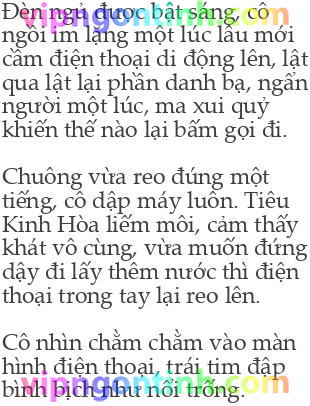 Đèn ngủ được bật sáng, cô
ngồi im lặng một lúc lâu mới
cầm điện thoại di động lên, lật
qua lật lại phần danh bạ, ngẩn
người một lúc, ma xui quỷ
khiến thế nào lại bấm gọi đi.
Chuông vừa reo đúng một
tiếng, cô dập máy luôn. Tiêu
Kinh Hòa liếm môi, cảm thấy
khát vô cùng, vừa muốn đứng
dậy đi lấy thêm nước thì điện
thoại trong tay lại reo lên.
Cô nhìn chằm chằm vào màn
hình điện thoại, trái tim đập
bình bịch như nổi trống.
vipngontinh.com
vipngontinh.com